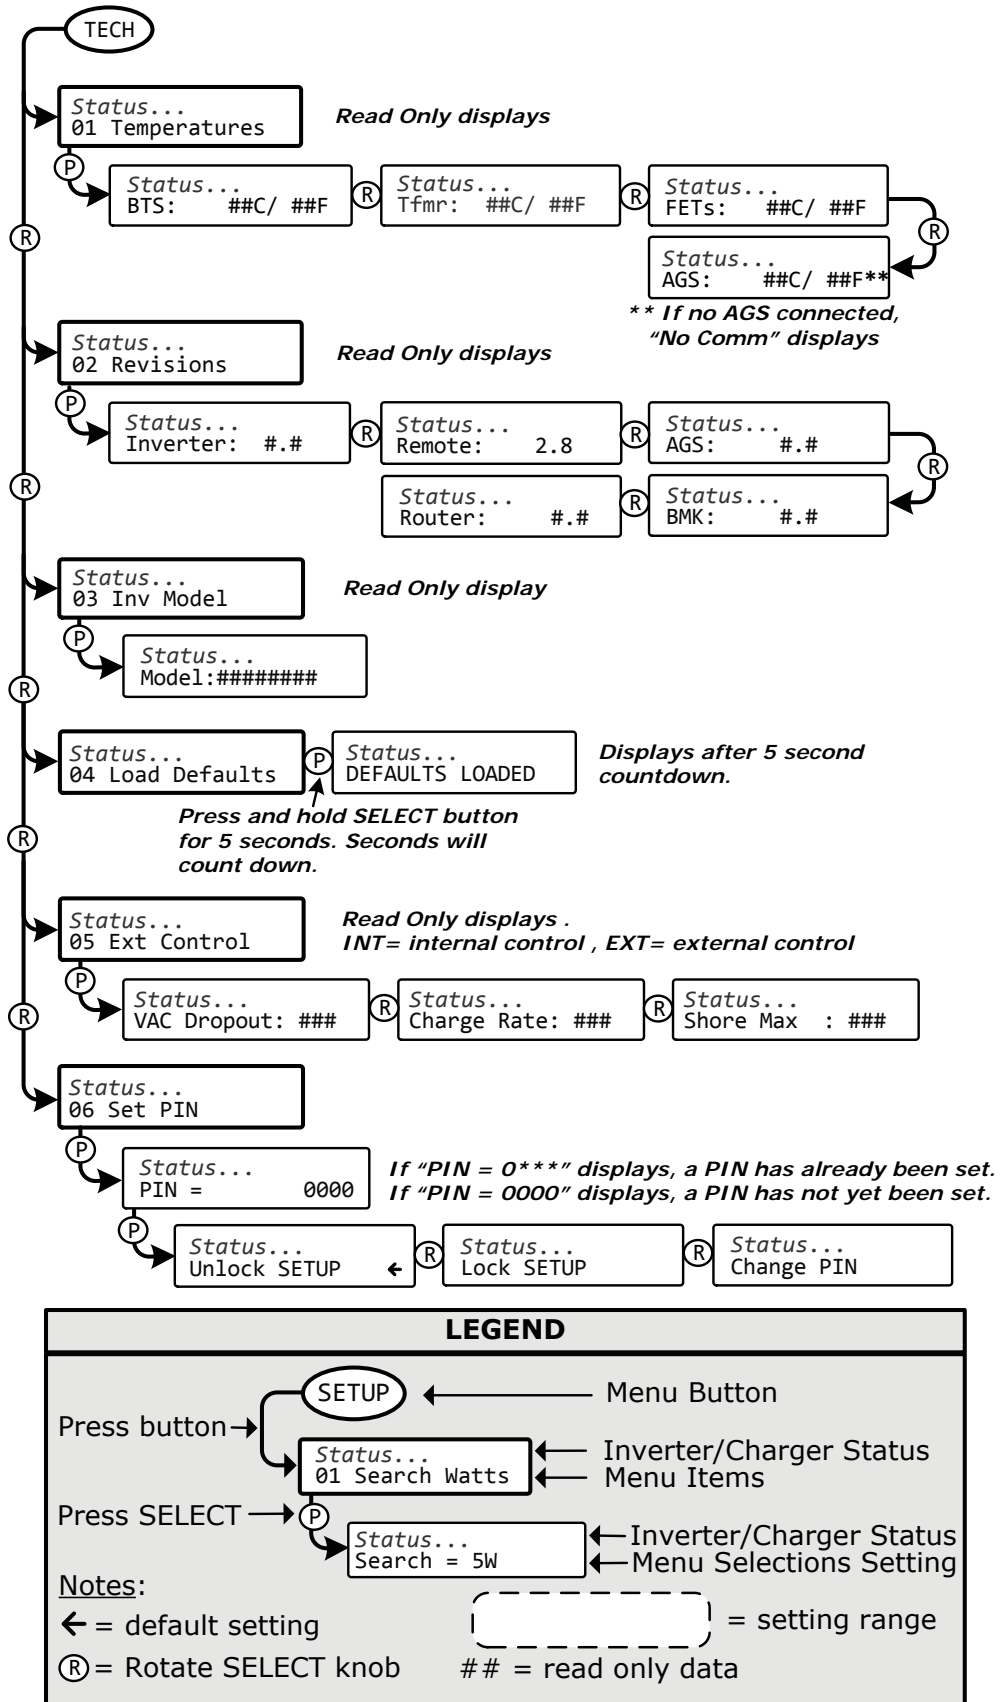 TECH
Status...
01 Temperatures
Read Only displays
P
Status...
BTS: ##C/ ##F
R
Status...
Tfmr: ##C/ ##F
R
Status...
FETs: ##C/ ##F
R
R
Status...
AGS: ##C/ ##F**
** If no AGS connected,
“No Comm” displays
Status...
02 Revisions
Read Only displays
P
Status...
Inverter: #.#
R
Status...
Remote: 2.8
R
Status...
AGS: #.#
R
R
Status...
Router: #.#
R
Status...
BMK: #.#
Status...
03 Inv Model
Read Only display
P
Status...
Model:########
R
Status...
04 Load Defaults
P
Status...
DEFAULTS LOADED
Displays after 5 second
countdown.
Press and hold SELECT button
for 5 seconds. Seconds will
count down.
R
Status...
05 Ext Control
Read Only displays .
INT= internal control , EXT= external control
P
Status...
VAC Dropout: ###
R
Status...
Charge Rate: ###
R
Status...
Shore Max : ###
R
Status...
06 Set PIN
P
Status...
PIN = 0000
If “PIN = 0***” displays, a PIN has already been set.
If “PIN = 0000” displays, a PIN has not yet been set.
P
Status...
Unlock SETUP ←
R
Status...
Lock SETUP
R
Status...
Change PIN
LEGEND
SETUP
Menu Button
Press button
Status...
01 Search Watts
Inverter/Charger Status
Menu Items
Press SELECT
P
Status...
Search = 5W
Inverter/Charger Status
Menu Selections Setting
Notes:
← = default setting
= setting range
R = Rotate SELECT knob
## = read only data